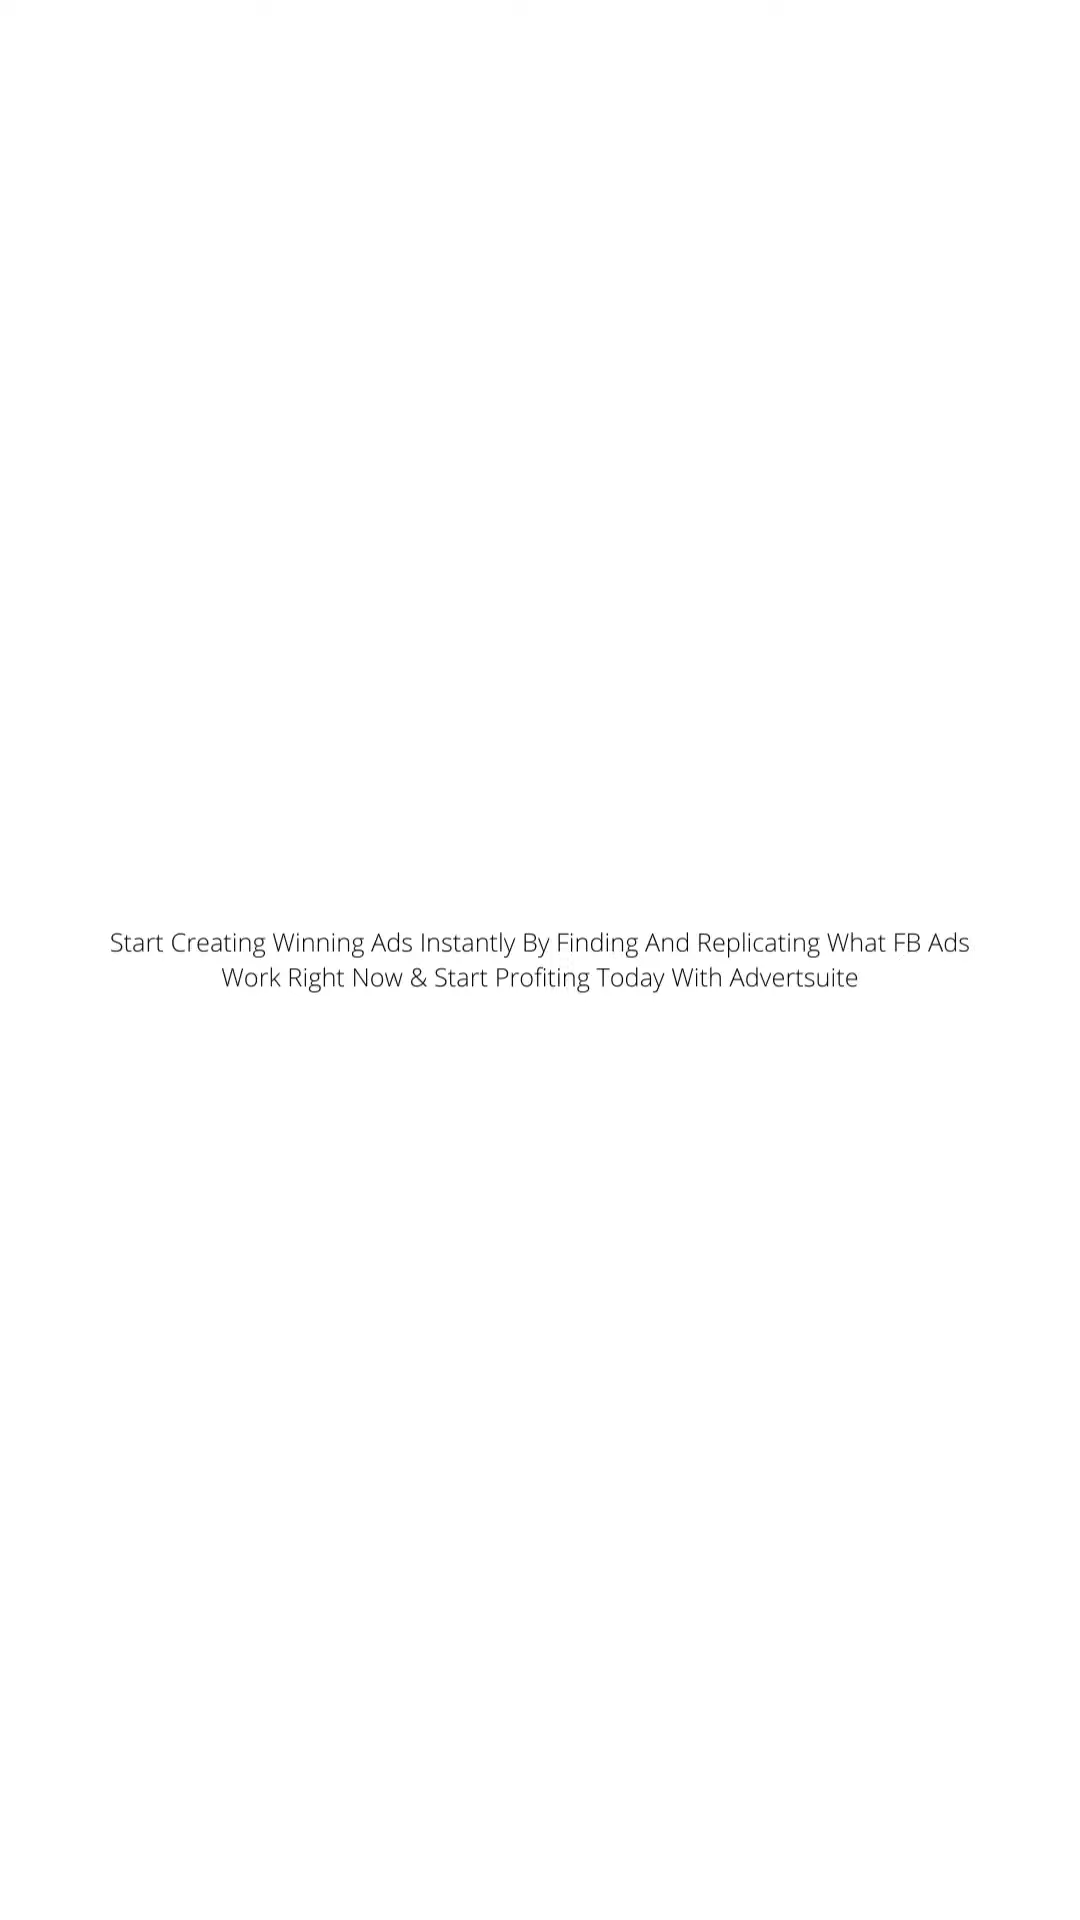 Start Creating Winning Ads Instantly By Finding And Replicating What FB Ads
Work Right Now & Start Profiting Today With Advertsuite